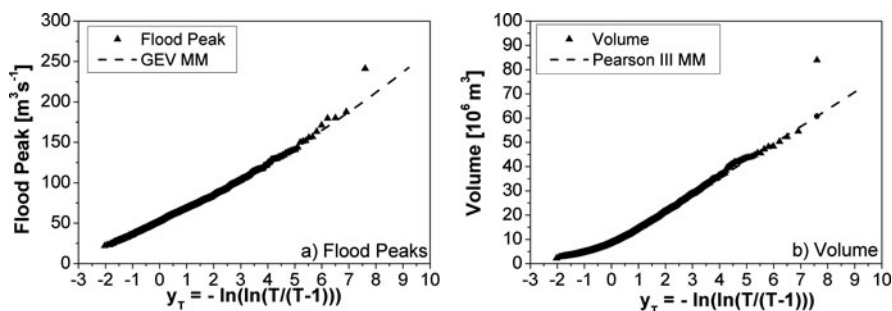 Flood Peak [m³s⁻¹]
300
250
200
150
100
50
0
Flood Peak
GEV MM
a) Flood Peaks
-3 -2 -1 0 1 2 3 4 5 6 7 8 9 10
y_T = - ln(ln(T/(T-1)))
Volume [10⁶ m³]
100
90
80
70
60
50
40
30
20
10
0
Volume
Pearson III MM
b) Volume
-3 -2 -1 0 1 2 3 4 5 6 7 8 9 10
y_T = - ln(ln(T/(T-1)))